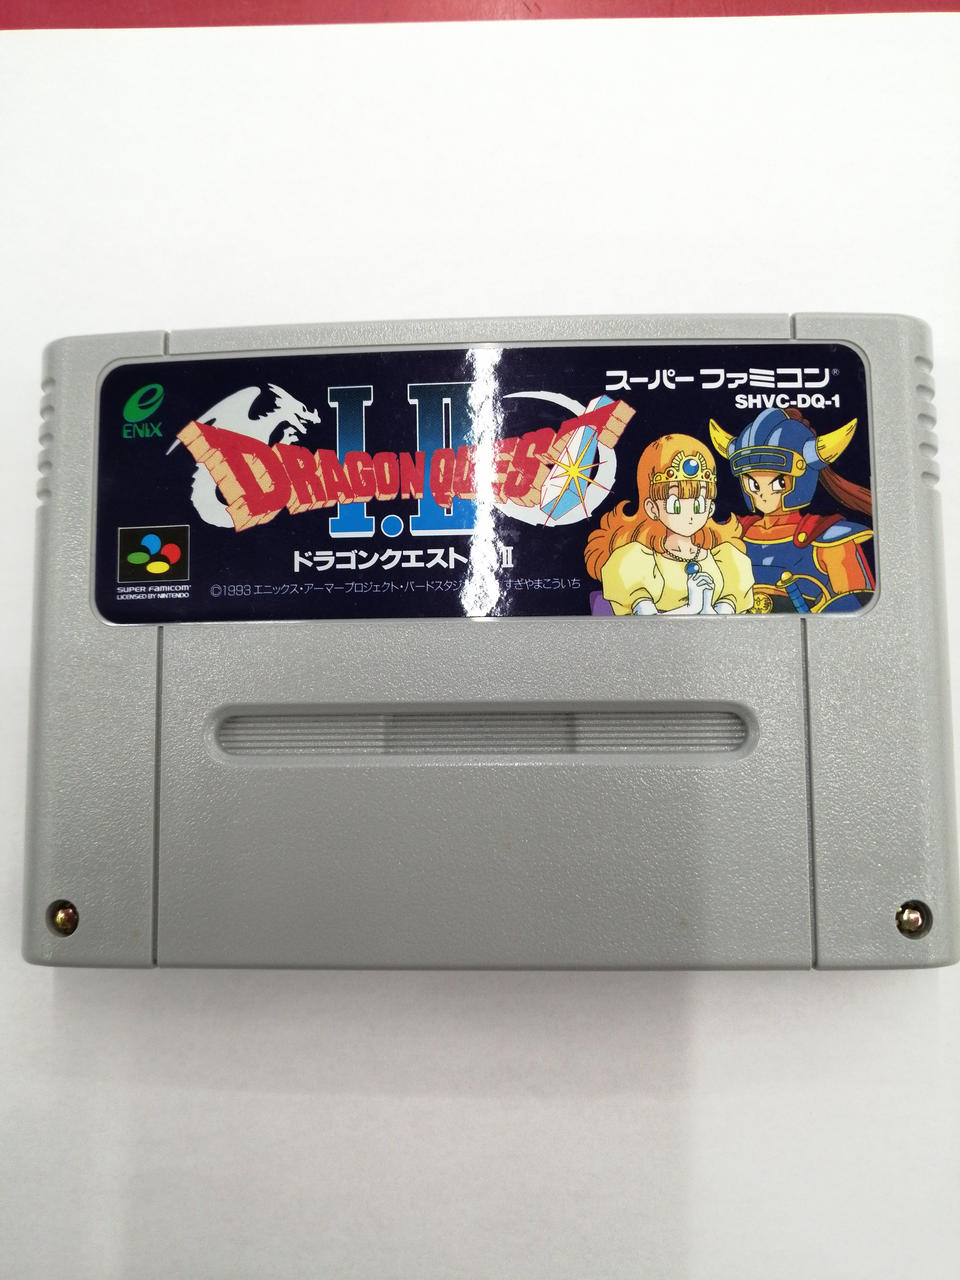 ENIX
スーパーファミコン®
SHVC-DQ-1
I.II
DRAGON QUEST
ドラゴンクエスト II
SUPER FAMICOM
LICENSED BY NINTENDO
©1993 エニックス・アーマープロジェクト・バードスタジ すぎやまこういち